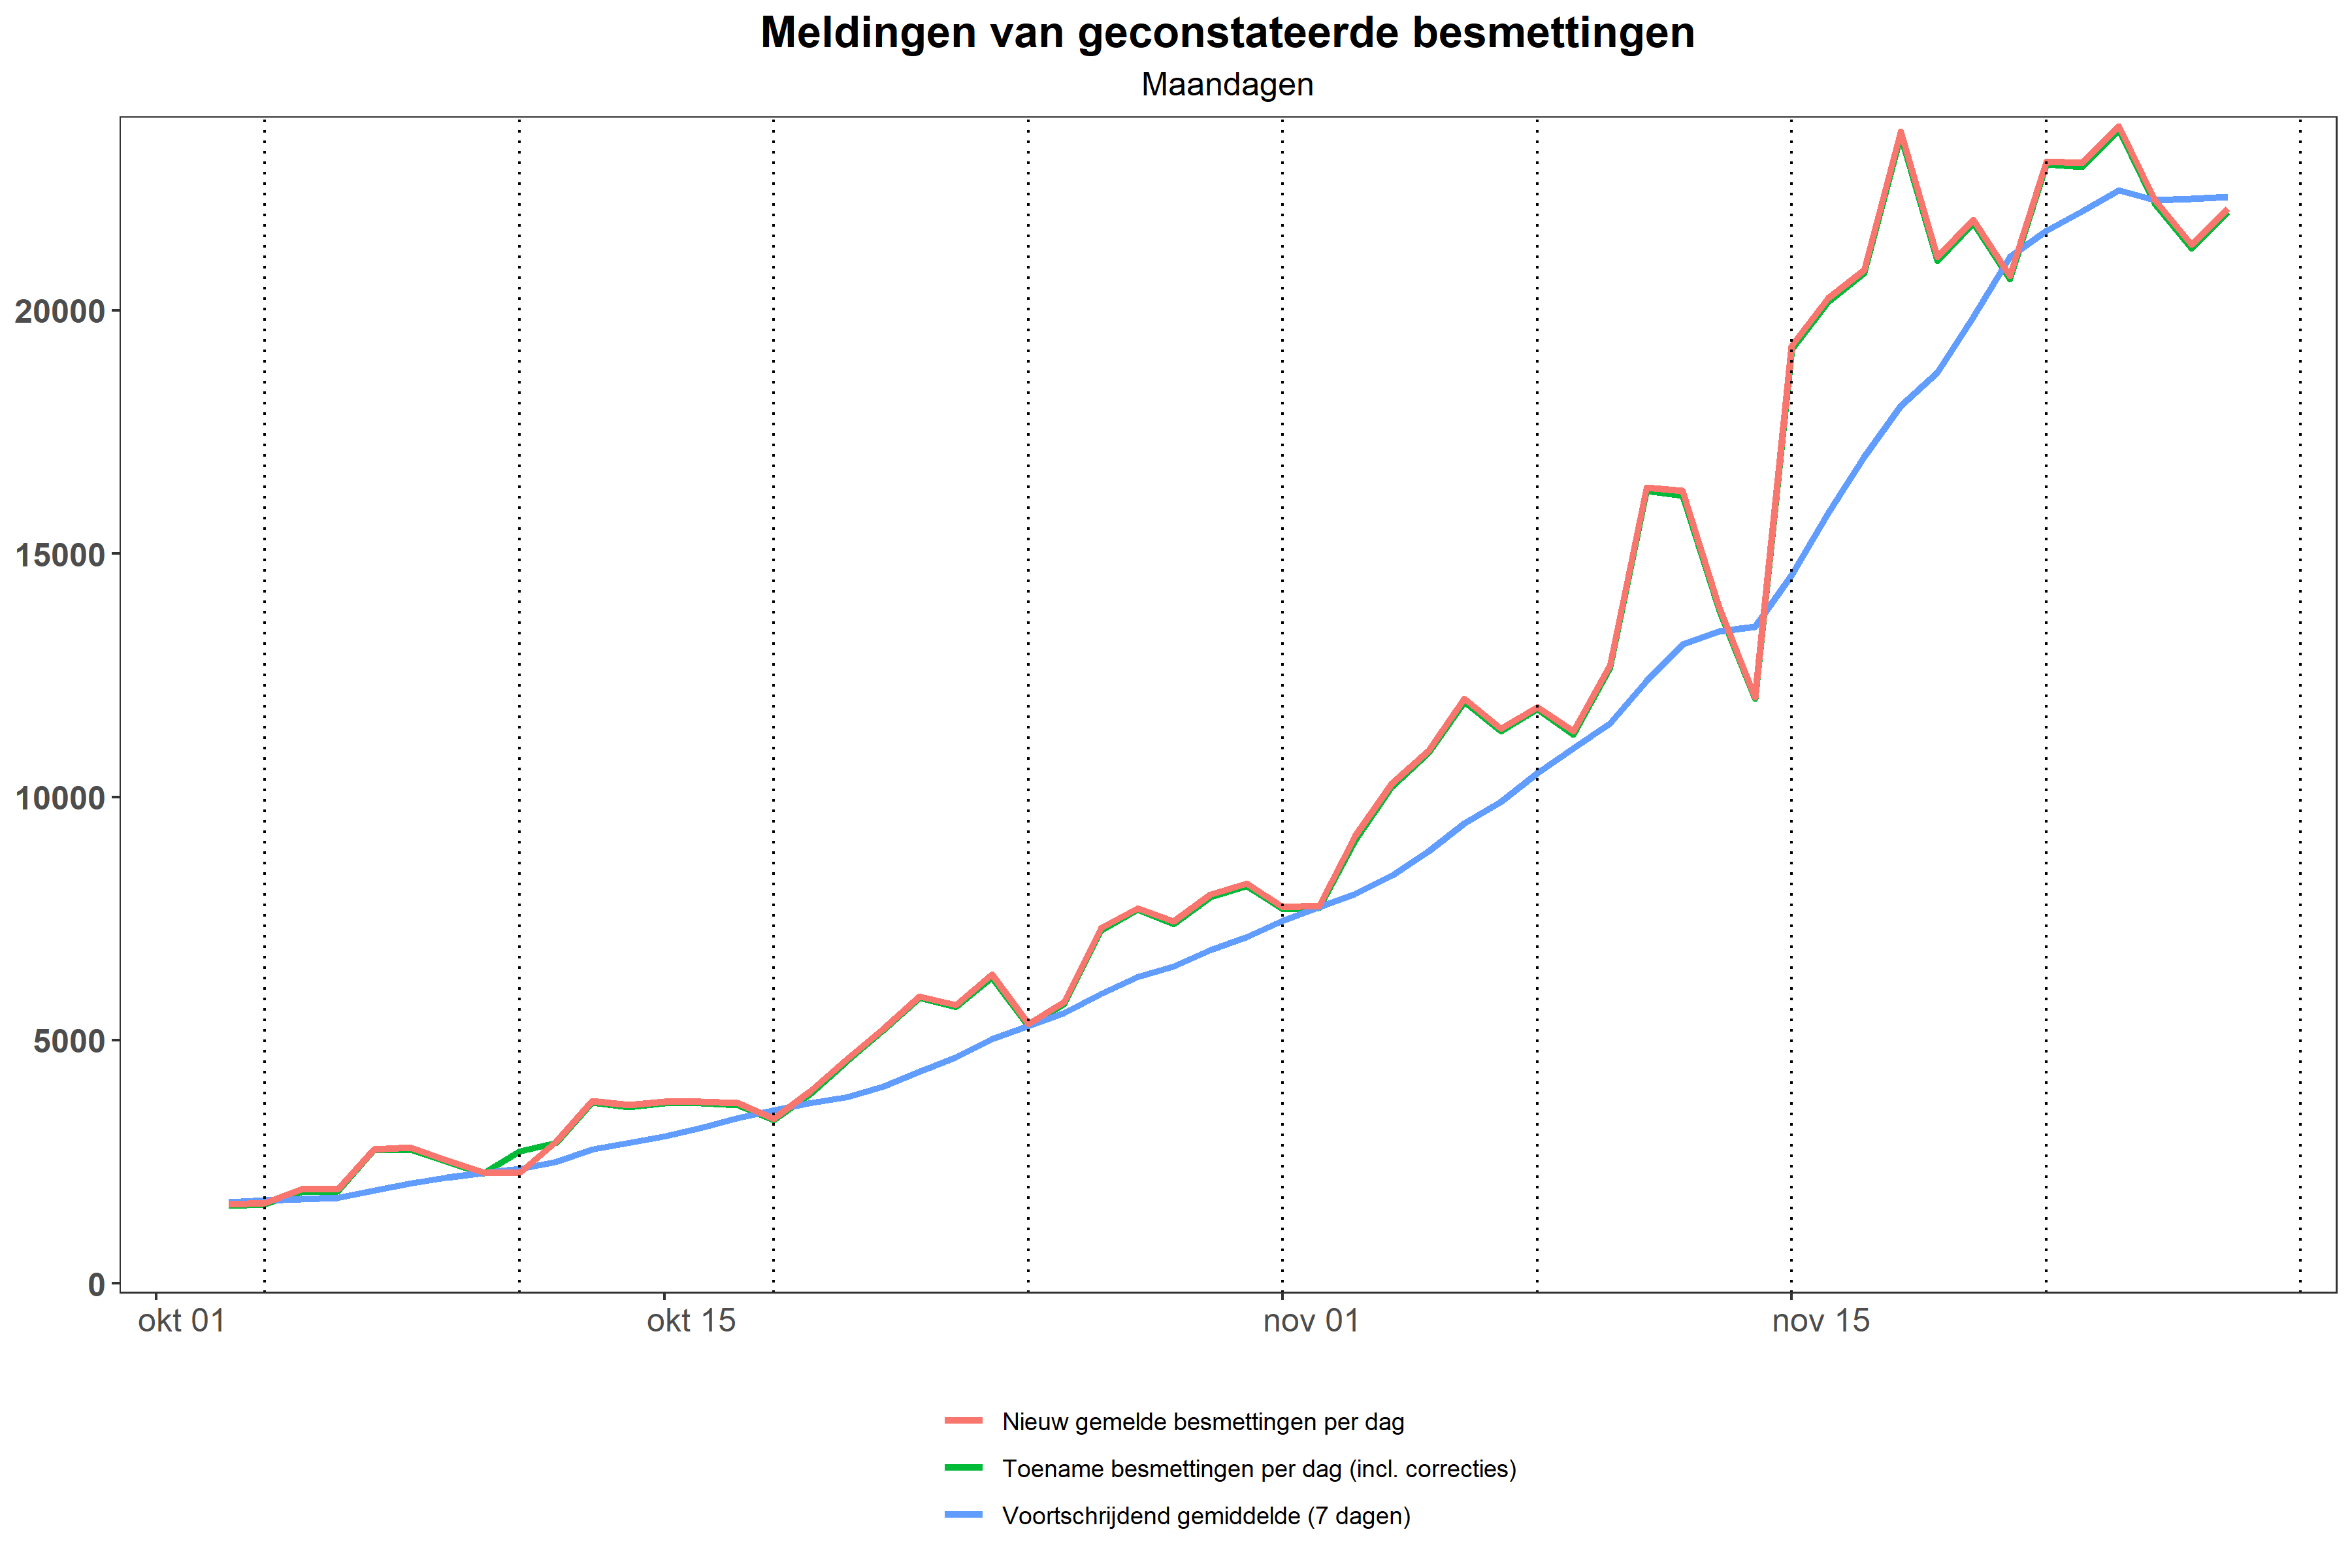 Meldingen van geconstateerde besmettingen
Maandagen
20000
15000
10000
5000
0
okt 01
okt 15
nov 01
nov 15
Nieuw gemelde besmettingen per dag
Toename besmettingen per dag (incl. correcties)
Voortschrijdend gemiddelde (7 dagen)